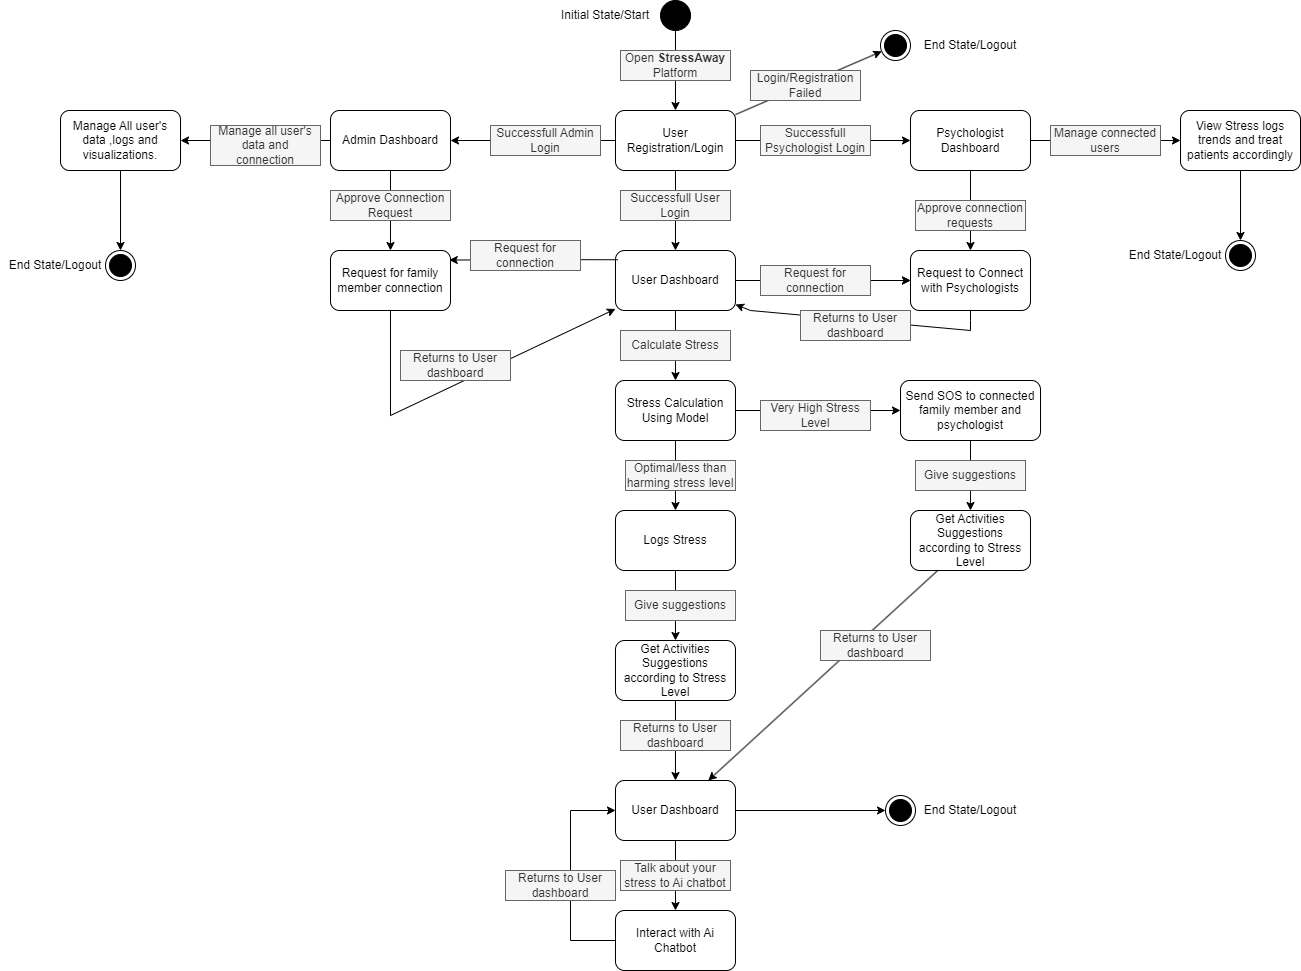 Initial State/Start
Open StressAway
Platform
End State/Logout
Login/Registration
Failed
Manage All user's
data ,logs and
visualizations.
Manage all user's
data and
connection
Admin Dashboard
Successfull Admin
Login
User
Registration/Login
Successfull
Psychologist Login
Psychologist
Dashboard
Manage connected
users
View Stress logs
trends and treat
patients accordingly
Approve Connection
Request
Successfull User
Login
Approve connection
requests
End State/Logout
Request for family
member connection
Request for
connection
User Dashboard
Request for
connection
Request to Connect
with Psychologists
End State/Logout
Returns to User
dashboard
Returns to User
dashboard
Calculate Stress
Stress Calculation
Using Model
Very High Stress
Level
Send SOS to connected
family member and
psychologist
Optimal/less than
harming stress level
Give suggestions
Logs Stress
Get Activities
Suggestions
according to Stress
Level
Give suggestions
Get Activities
Suggestions
according to Stress
Level
Returns to User
dashboard
Returns to User
dashboard
User Dashboard
End State/Logout
Talk about your
stress to Ai chatbot
Returns to User
dashboard
Interact with Ai
Chatbot